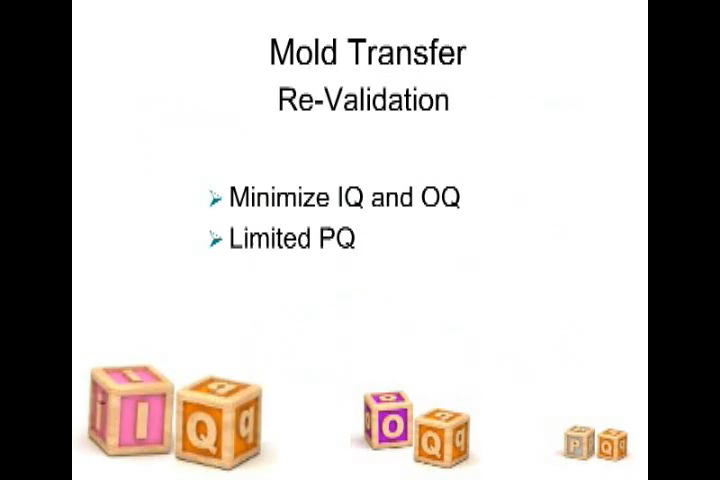 Mold Transfer
Re-Validation
Minimize IQ and OQ
Limited PQ
I Q q
O Q q
P Q q